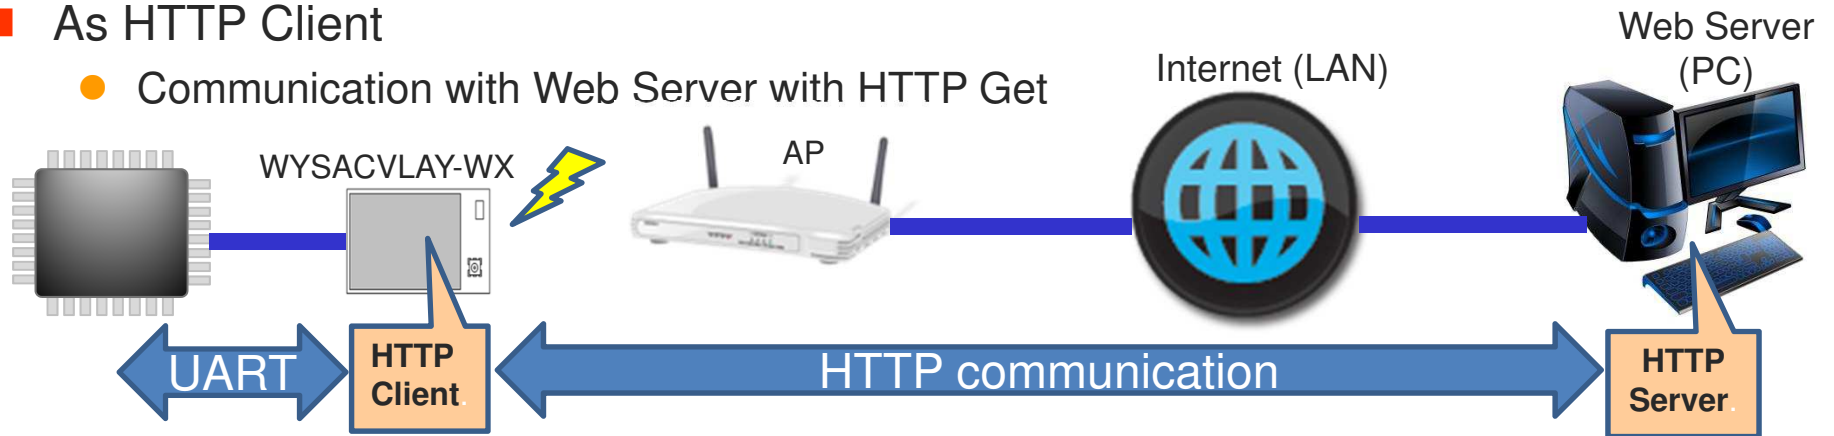 As HTTP Client
Communication with Web Server with HTTP Get
Web Server
(PC)
Internet (LAN)
AP
WYSACVLAY-WX
UART
HTTP
Client.
HTTP communication
HTTP
Server.